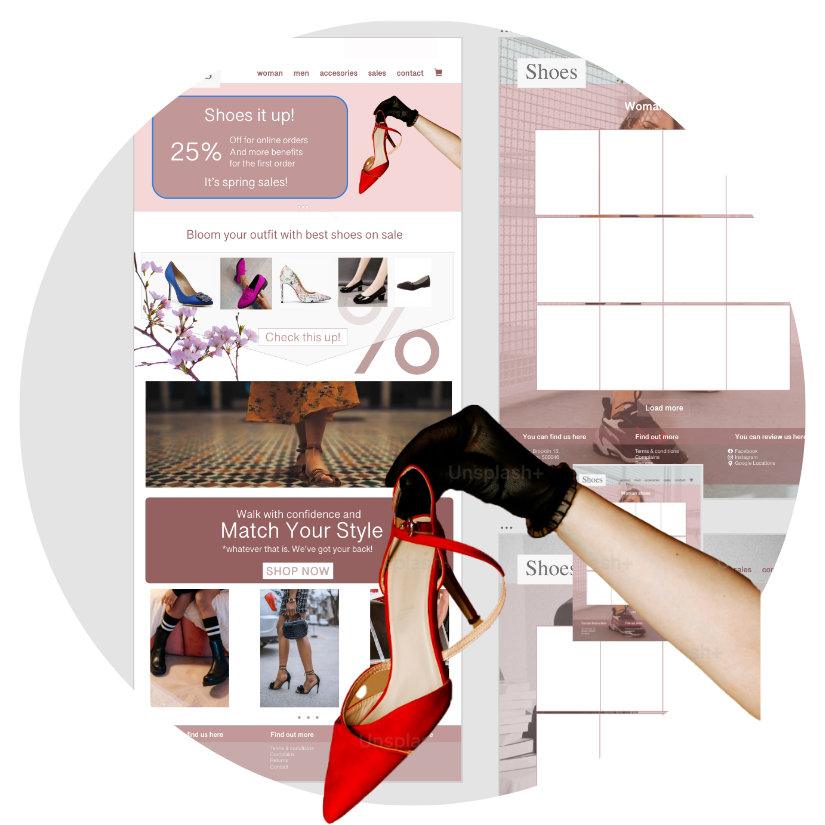 woman men accesories sales contact
Shoes it up!
25%
Off for online orders
And more benefits
for the first order
It's spring sales!
Bloom your outfit with best shoes on sale
%
Check this up!
Walk with confidence and
Match Your Style
*whatever that is. We've got your back!
SHOP NOW
find us here
Find out more
Terms & conditions
Complains
Returns
Contact
Shoes
Load more
You can find us here
Find out more
You can review us here
Brooklin 15
Terms & conditions
Complains
Facebook
Instagram
Google Locations
Shoes
Shoes
sales
Unsplash+